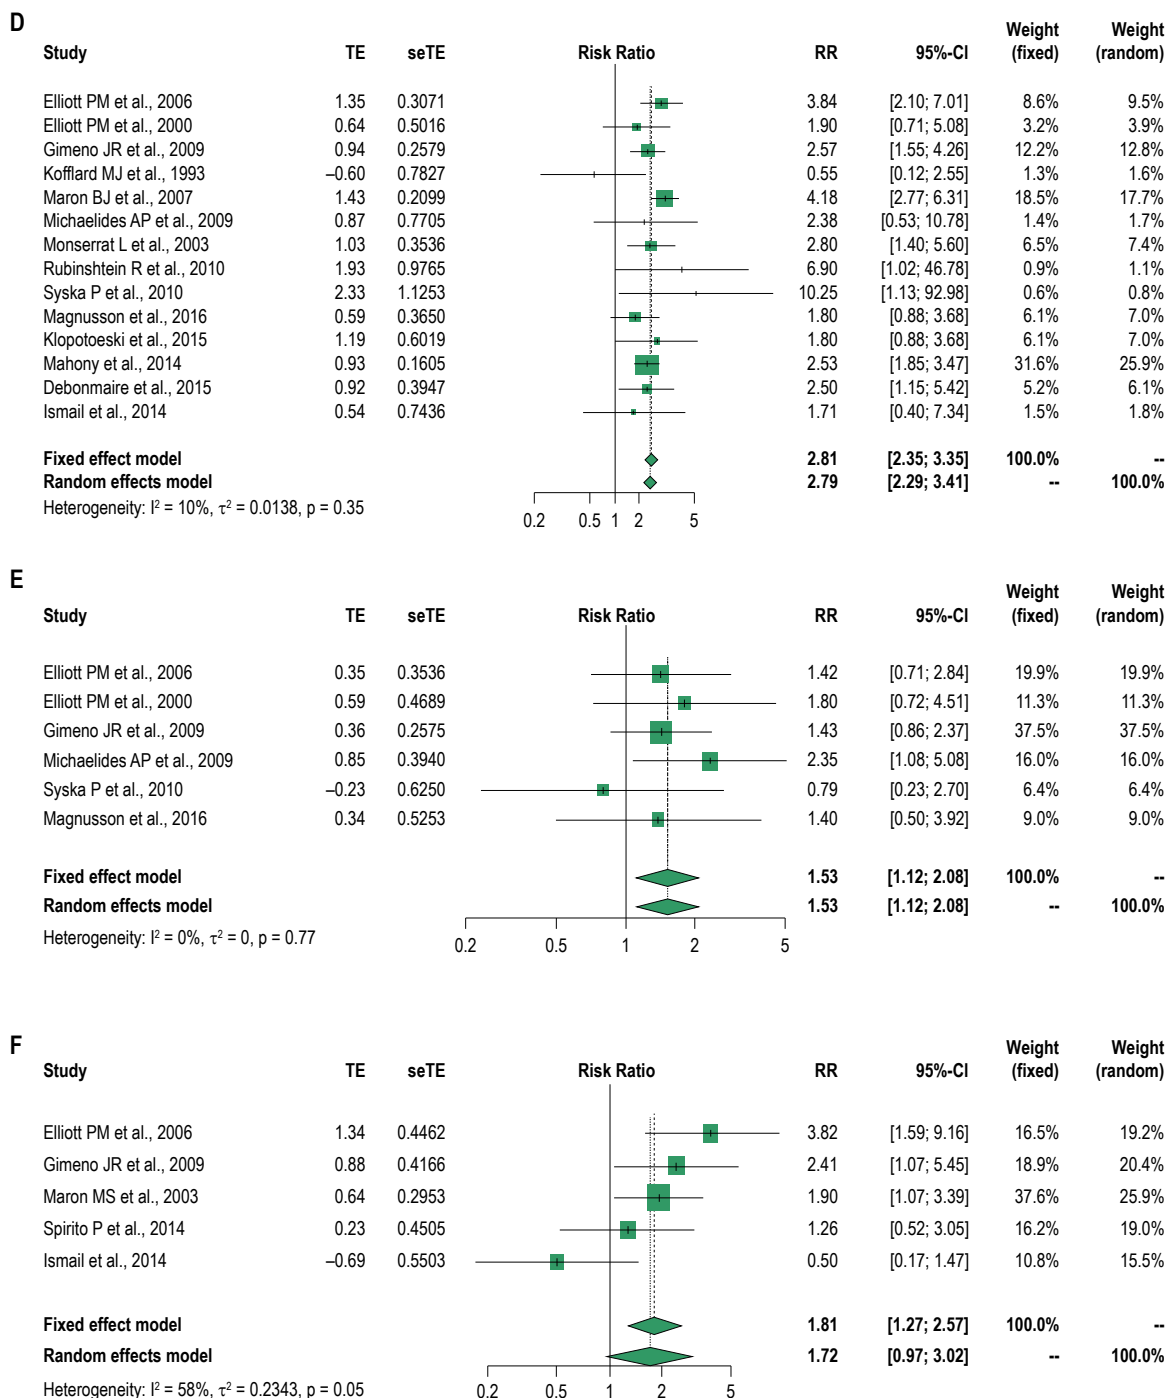 D
Weight Weight
Study TE seTE Risk Ratio RR 95%-CI (fixed) (random)
Elliott PM et al., 2006 1.35 0.3071 3.84 [2.10; 7.01] 8.6% 9.5%
Elliott PM et al., 2000 0.64 0.5016 1.90 [0.71; 5.08] 3.2% 3.9%
Gimeno JR et al., 2009 0.94 0.2579 2.57 [1.55; 4.26] 12.2% 12.8%
Kofflard MJ et al., 1993 –0.60 0.7827 0.55 [0.12; 2.55] 1.3% 1.6%
Maron BJ et al., 2007 1.43 0.2099 4.18 [2.77; 6.31] 18.5% 17.7%
Michaelides AP et al., 2009 0.87 0.7705 2.38 [0.53; 10.78] 1.4% 1.7%
Monserrat L et al., 2003 1.03 0.3536 2.80 [1.40; 5.60] 6.5% 7.4%
Rubinshtein R et al., 2010 1.93 0.9765 6.90 [1.02; 46.78] 0.9% 1.1%
Syska P et al., 2010 2.33 1.1253 10.25 [1.13; 92.98] 0.6% 0.8%
Magnusson et al., 2016 0.59 0.3650 1.80 [0.88; 3.68] 6.1% 7.0%
Klopotoeski et al., 2015 1.19 0.6019 1.80 [0.88; 3.68] 6.1% 7.0%
Mahony et al., 2014 0.93 0.1605 2.53 [1.85; 3.47] 31.6% 25.9%
Debonmaire et al., 2015 0.92 0.3947 2.50 [1.15; 5.42] 5.2% 6.1%
Ismail et al., 2014 0.54 0.7436 1.71 [0.40; 7.34] 1.5% 1.8%
Fixed effect model 2.81 [2.35; 3.35] 100.0% --
Random effects model 2.79 [2.29; 3.41] -- 100.0%
Heterogeneity: I² = 10%, τ² = 0.0138, p = 0.35
0.2 0.5 1 2 5
E
Weight Weight
Study TE seTE Risk Ratio RR 95%-CI (fixed) (random)
Elliott PM et al., 2006 0.35 0.3536 1.42 [0.71; 2.84] 19.9% 19.9%
Elliott PM et al., 2000 0.59 0.4689 1.80 [0.72; 4.51] 11.3% 11.3%
Gimeno JR et al., 2009 0.36 0.2575 1.43 [0.86; 2.37] 37.5% 37.5%
Michaelides AP et al., 2009 0.85 0.3940 2.35 [1.08; 5.08] 16.0% 16.0%
Syska P et al., 2010 –0.23 0.6250 0.79 [0.23; 2.70] 6.4% 6.4%
Magnusson et al., 2016 0.34 0.5253 1.40 [0.50; 3.92] 9.0% 9.0%
Fixed effect model 1.53 [1.12; 2.08] 100.0% --
Random effects model 1.53 [1.12; 2.08] -- 100.0%
Heterogeneity: I² = 0%, τ² = 0, p = 0.77
0.2 0.5 1 2 5
F
Weight Weight
Study TE seTE Risk Ratio RR 95%-CI (fixed) (random)
Elliott PM et al., 2006 1.34 0.4462 3.82 [1.59; 9.16] 16.5% 19.2%
Gimeno JR et al., 2009 0.88 0.4166 2.41 [1.07; 5.45] 18.9% 20.4%
Maron MS et al., 2003 0.64 0.2953 1.90 [1.07; 3.39] 37.6% 25.9%
Spirito P et al., 2014 0.23 0.4505 1.26 [0.52; 3.05] 16.2% 19.0%
Ismail et al., 2014 –0.69 0.5503 0.50 [0.17; 1.47] 10.8% 15.5%
Fixed effect model 1.81 [1.27; 2.57] 100.0% --
Random effects model 1.72 [0.97; 3.02] -- 100.0%
Heterogeneity: I² = 58%, τ² = 0.2343, p = 0.05
0.2 0.5 1 2 5